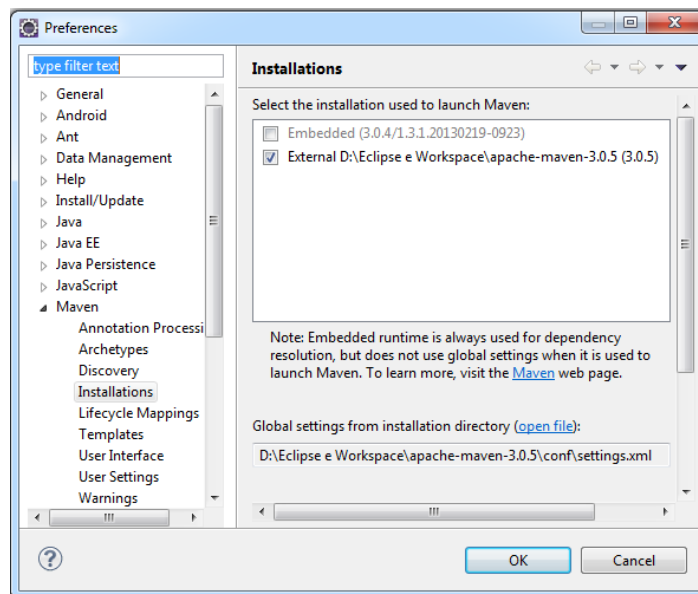 Preferences
type filter text
General
Android
Ant
Data Management
Help
Install/Update
Java
Java EE
Java Persistence
JavaScript
Maven
Annotation Processi
Archetypes
Discovery
Installations
Lifecycle Mappings
Templates
User Interface
User Settings
Warnings
Installations
Select the installation used to launch Maven:
Embedded (3.0.4/1.3.1.20130219-0923)
External D:\Eclipse e Workspace\apache-maven-3.0.5 (3.0.5)
Note: Embedded runtime is always used for dependency
resolution, but does not use global settings when it is used to
launch Maven. To learn more, visit the Maven web page.
Global settings from installation directory (open file):
D:\Eclipse e Workspace\apache-maven-3.0.5\conf\settings.xml
?
OK
Cancel